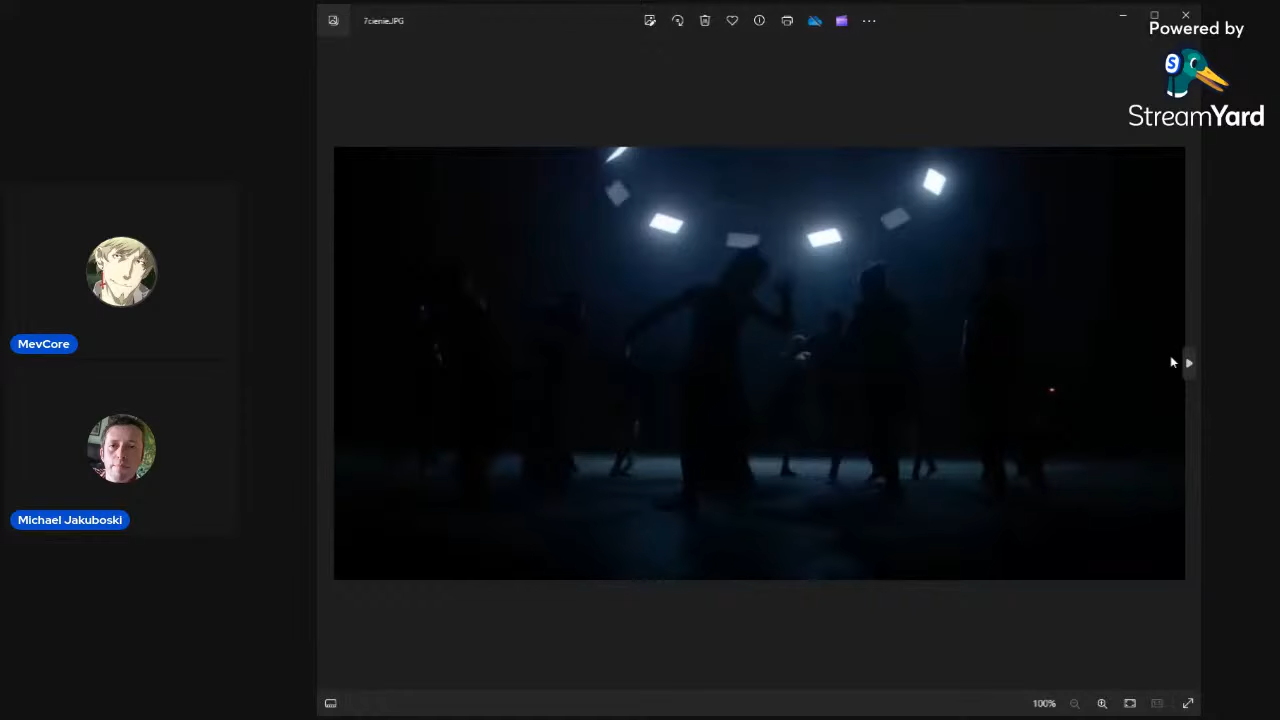 7cienie.JPG
Powered by
S
StreamYard
MevCore
Michael Jakuboski
100%